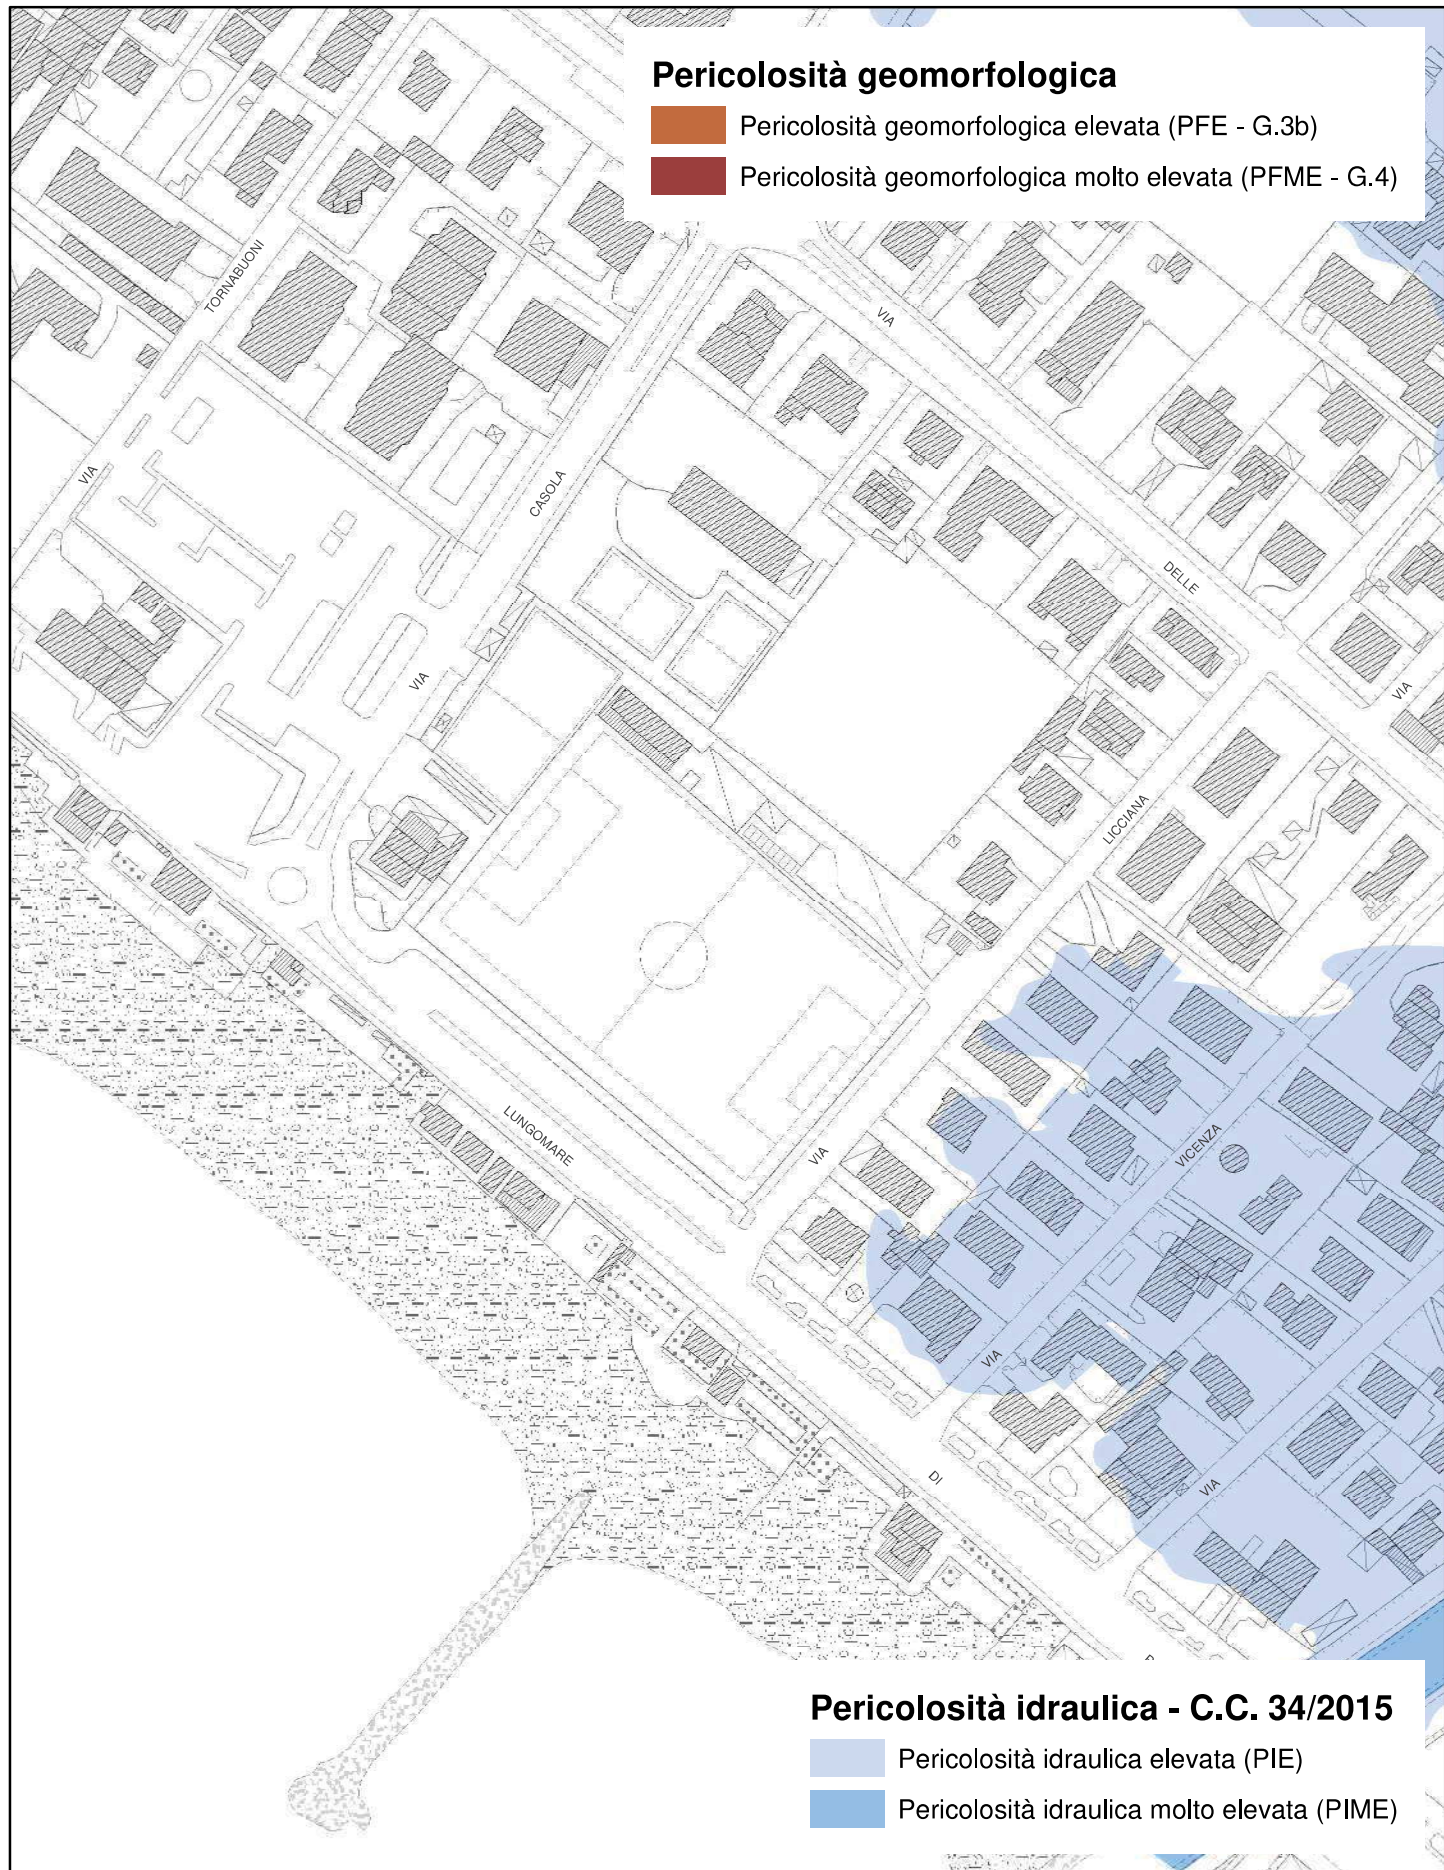 Pericolosità geomorfologica
Pericolosità geomorfologica elevata (PFE - G.3b)
Pericolosità geomorfologica molto elevata (PFME - G.4)
TORNABUONI
VIA
VIA
CASOLA
DELLE
VIA
VIA
LICCIANA
LUNGOMARE
VIA
VICENZA
VIA
DI
VIA
Pericolosità idraulica - C.C. 34/2015
Pericolosità idraulica elevata (PIE)
Pericolosità idraulica molto elevata (PIME)